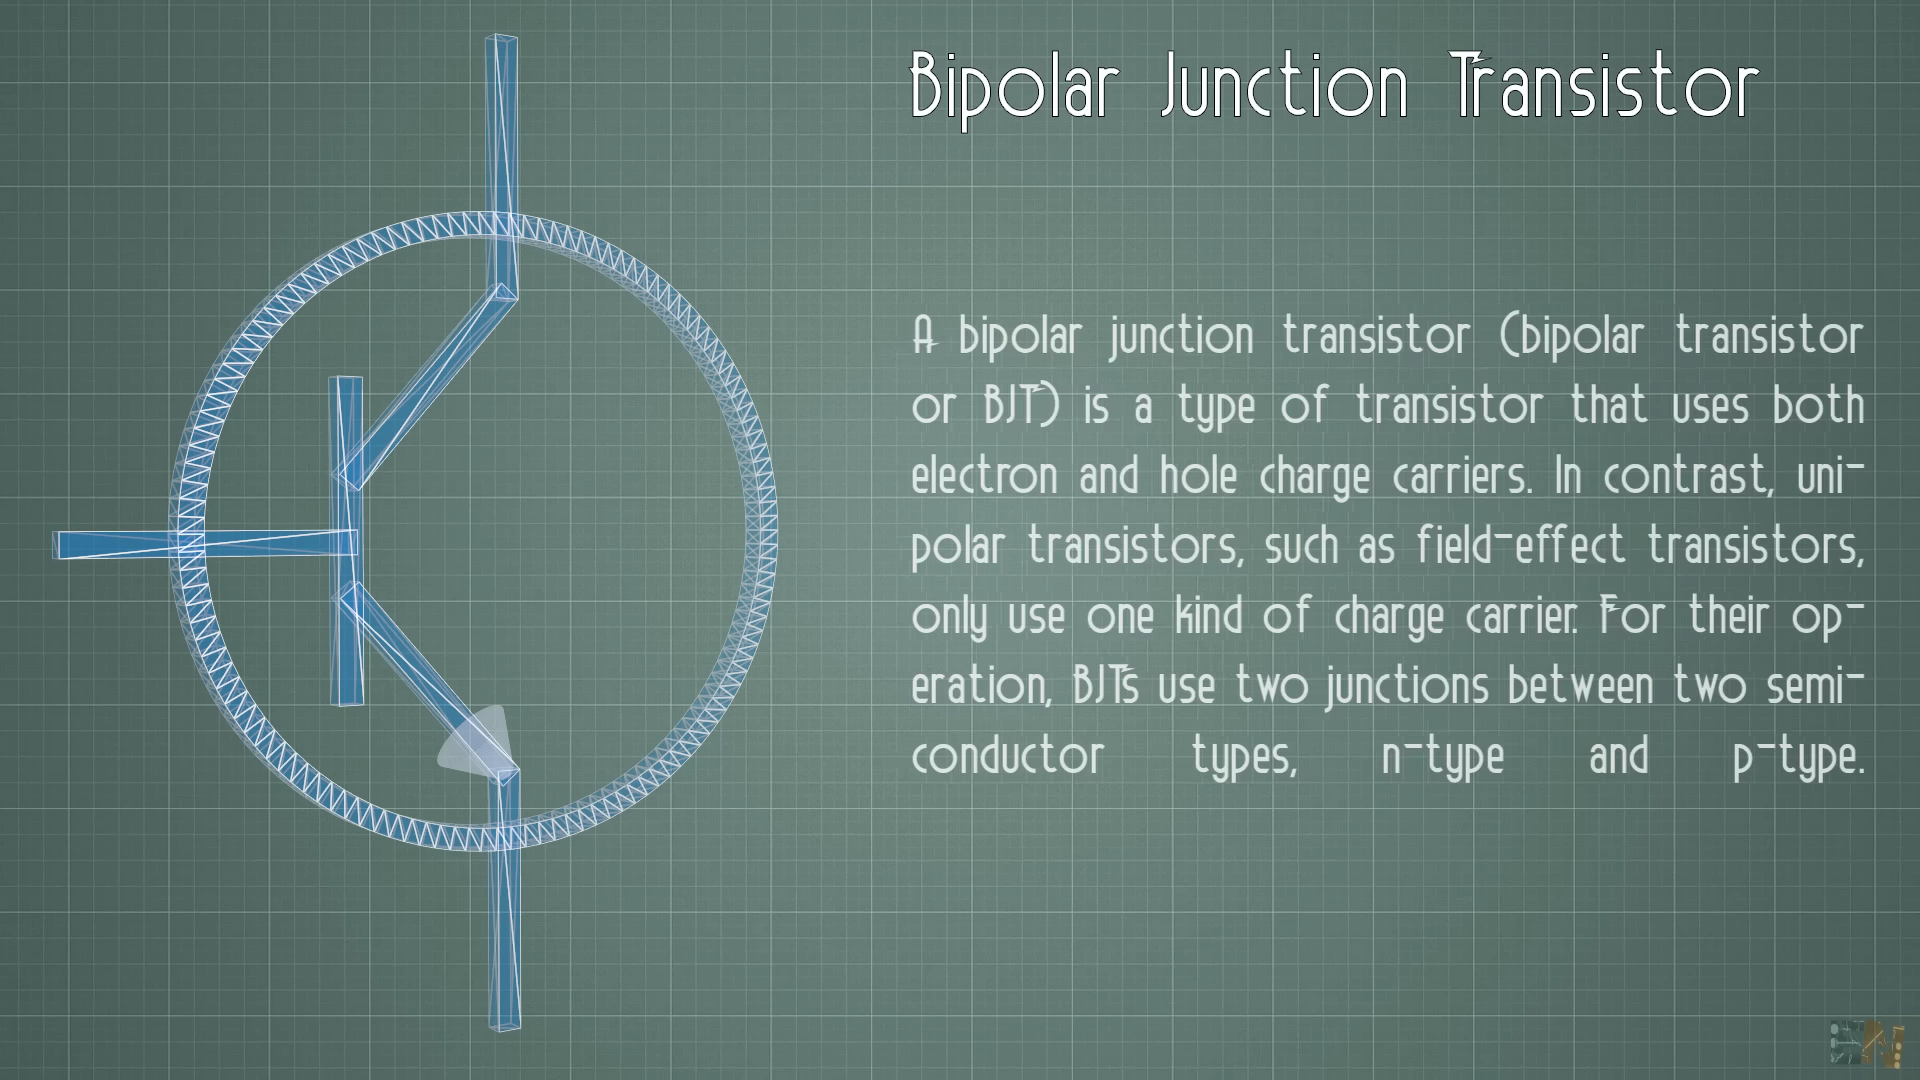 Bipolar Junction Transistor
A bipolar junction transistor (bipolar transistor
or BJT) is a type of transistor that uses both
electron and hole charge carriers. In contrast, uni-
polar transistors, such as field-effect transistors,
only use one kind of charge carrier. For their op-
eration, BJTs use two junctions between two semi-
conductor types, n-type and p-type.